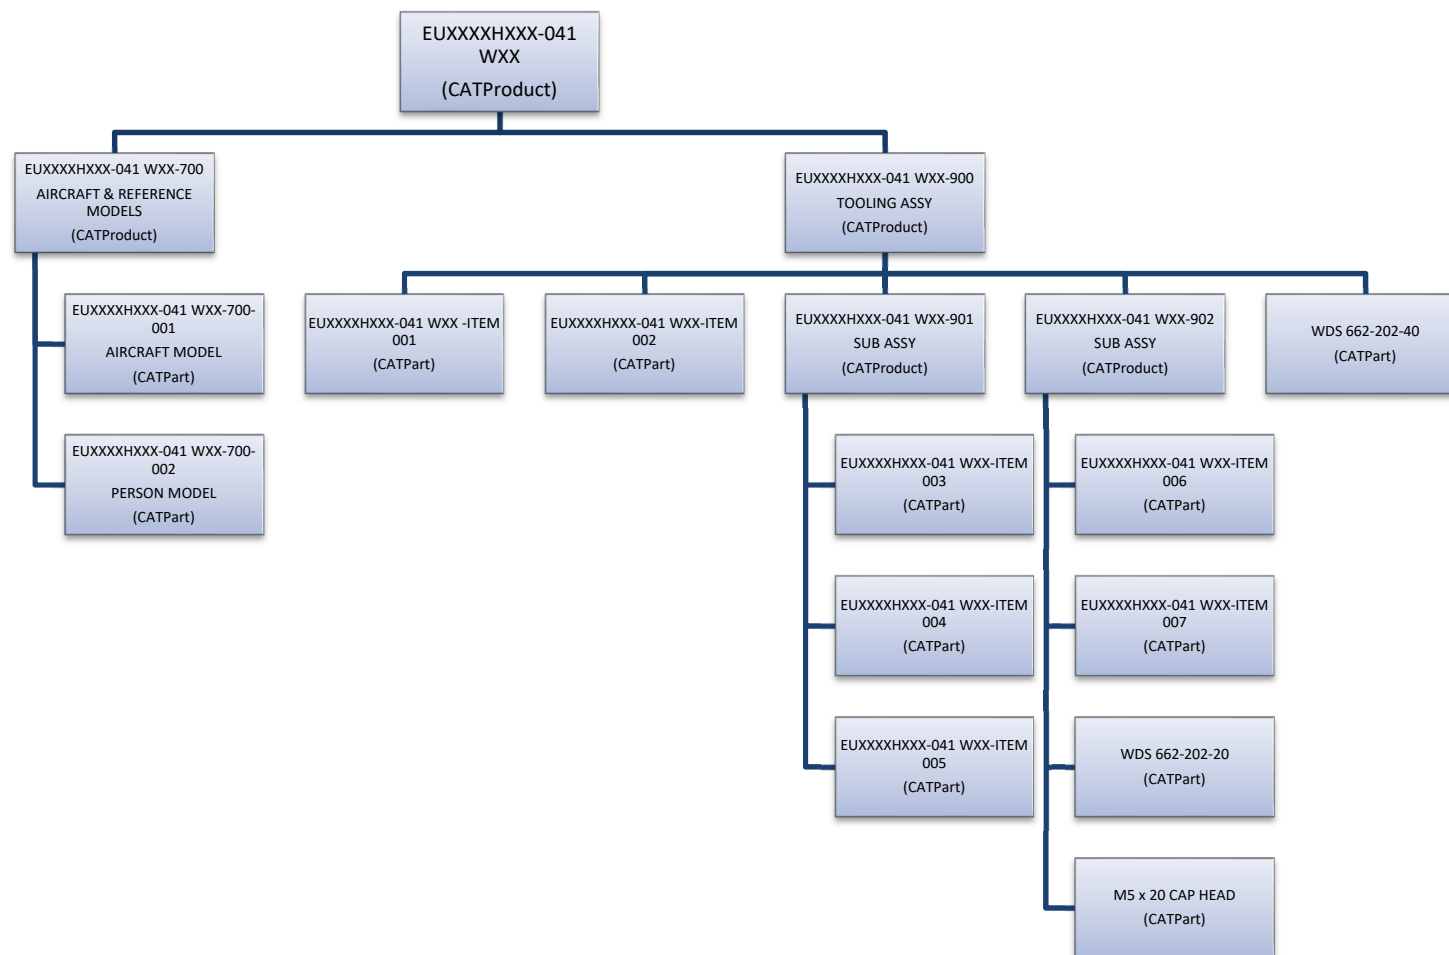 EUXXXXHXXX-041
WXX
(CATProduct)
EUXXXXHXXX-041 WXX-700
AIRCRAFT & REFERENCE
MODELS
(CATProduct)
EUXXXXHXXX-041 WXX-900
TOOLING ASSY
(CATProduct)
EUXXXXHXXX-041 WXX-700-
001
AIRCRAFT MODEL
(CATPart)
EUXXXXHXXX-041 WXX-700-
002
PERSON MODEL
(CATPart)
EUXXXXHXXX-041 WXX -ITEM
001
(CATPart)
EUXXXXHXXX-041 WXX-ITEM
002
(CATPart)
EUXXXXHXXX-041 WXX-901
SUB ASSY
(CATProduct)
EUXXXXHXXX-041 WXX-ITEM
003
(CATPart)
EUXXXXHXXX-041 WXX-ITEM
004
(CATPart)
EUXXXXHXXX-041 WXX-ITEM
005
(CATPart)
EUXXXXHXXX-041 WXX-902
SUB ASSY
(CATProduct)
EUXXXXHXXX-041 WXX-ITEM
006
(CATPart)
EUXXXXHXXX-041 WXX-ITEM
007
(CATPart)
WDS 662-202-20
(CATPart)
M5 x 20 CAP HEAD
(CATPart)
WDS 662-202-40
(CATPart)